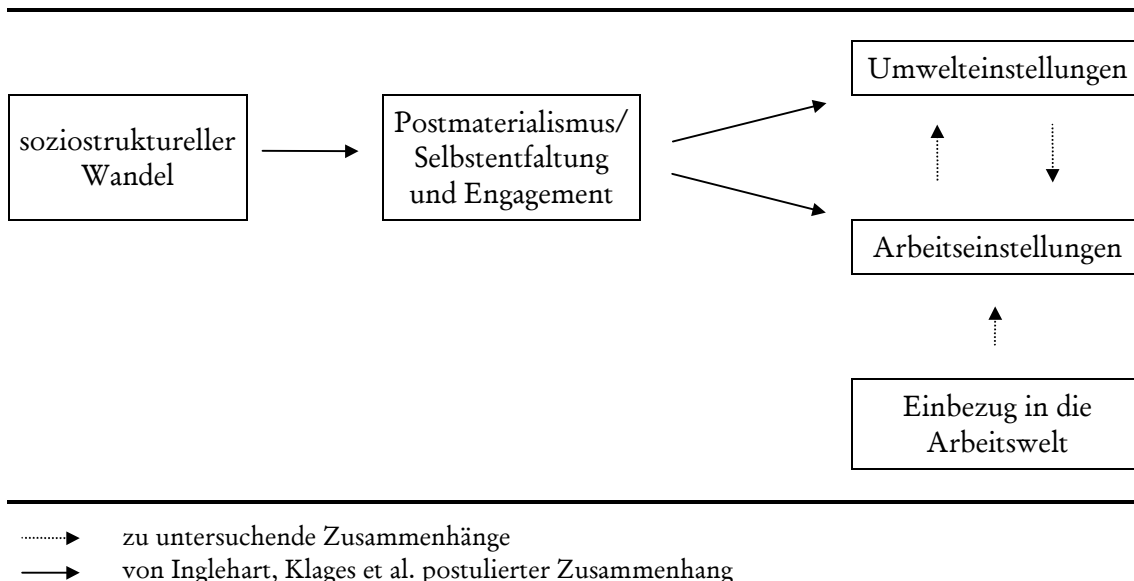 soziostruktureller
Wandel
Postmaterialismus/
Selbstentfaltung
und Engagement
Umwelteinstellungen
Arbeitseinstellungen
Einbezug in die
Arbeitswelt
zu untersuchende Zusammenhänge
von Inglehart, Klages et al. postulierter Zusammenhang